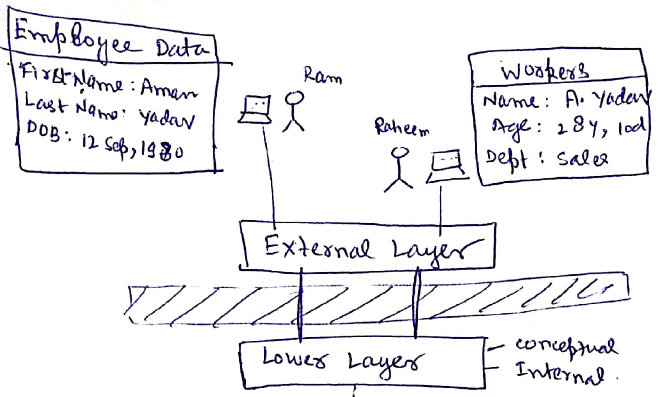 Employee Data
First Name : Aman
Last Name : Yadav
DOB : 12 Sep, 1980
Ram
Raheem
Workers
Name : A. Yadav
Age : 28y, 10d
Dept : Sales
External Layer
Lower Layer
- conceptual
- Internal.